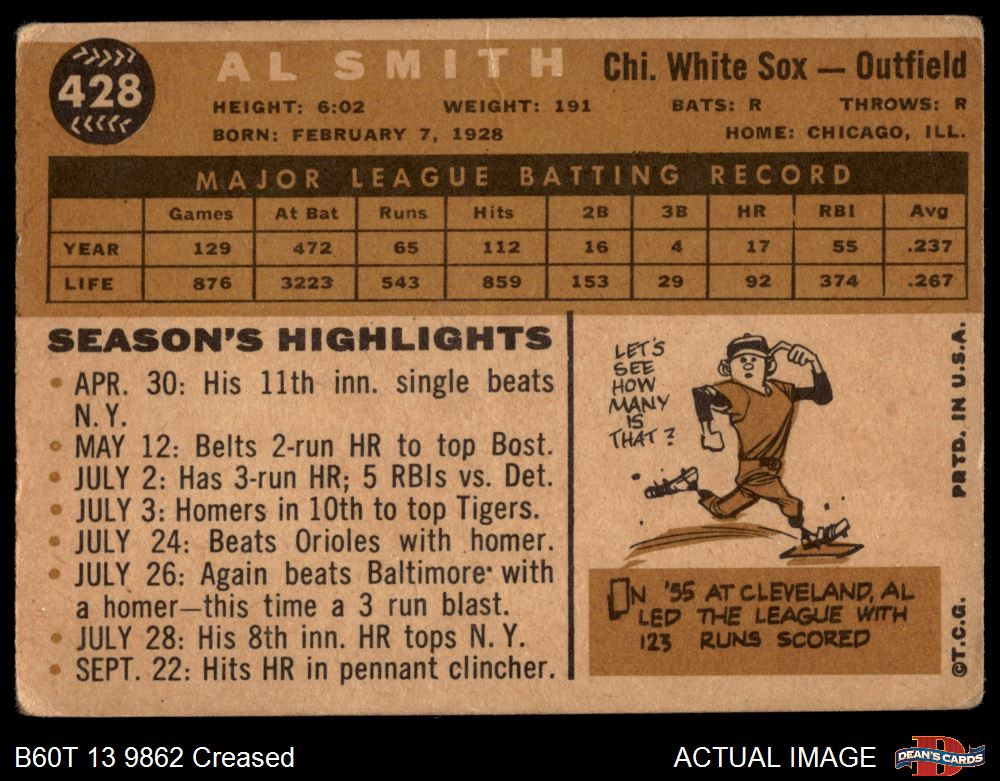 428
AL SMITH Chi. White Sox — Outfield
HEIGHT: 6:02 WEIGHT: 191 BATS: R THROWS: R
BORN: FEBRUARY 7, 1928 HOME: CHICAGO, ILL.
MAJOR LEAGUE BATTING RECORD
Games At Bat Runs Hits 2B 3B HR RBI Avg
YEAR 129 472 65 112 16 4 17 55 .237
LIFE 876 3223 543 859 153 29 92 374 .267
SEASON'S HIGHLIGHTS
• APR. 30: His 11th inn. single beats
N.Y.
• MAY 12: Belts 2-run HR to top Bost.
• JULY 2: Has 3-run HR; 5 RBIs vs. Det.
• JULY 3: Homers in 10th to top Tigers.
• JULY 24: Beats Orioles with homer.
• JULY 26: Again beats Baltimore with
a homer—this time a 3 run blast.
• JULY 28: His 8th inn. HR tops N.Y.
• SEPT. 22: Hits HR in pennant clincher.
LET'S
SEE
HOW
MANY
IS
THAT?
IN '55 AT CLEVELAND, AL
LED THE LEAGUE WITH
123 RUNS SCORED
PRTD. IN U.S.A.
©T.C.G.
B60T 13 9862 Creased
ACTUAL IMAGE
D
DEAN'S CARDS